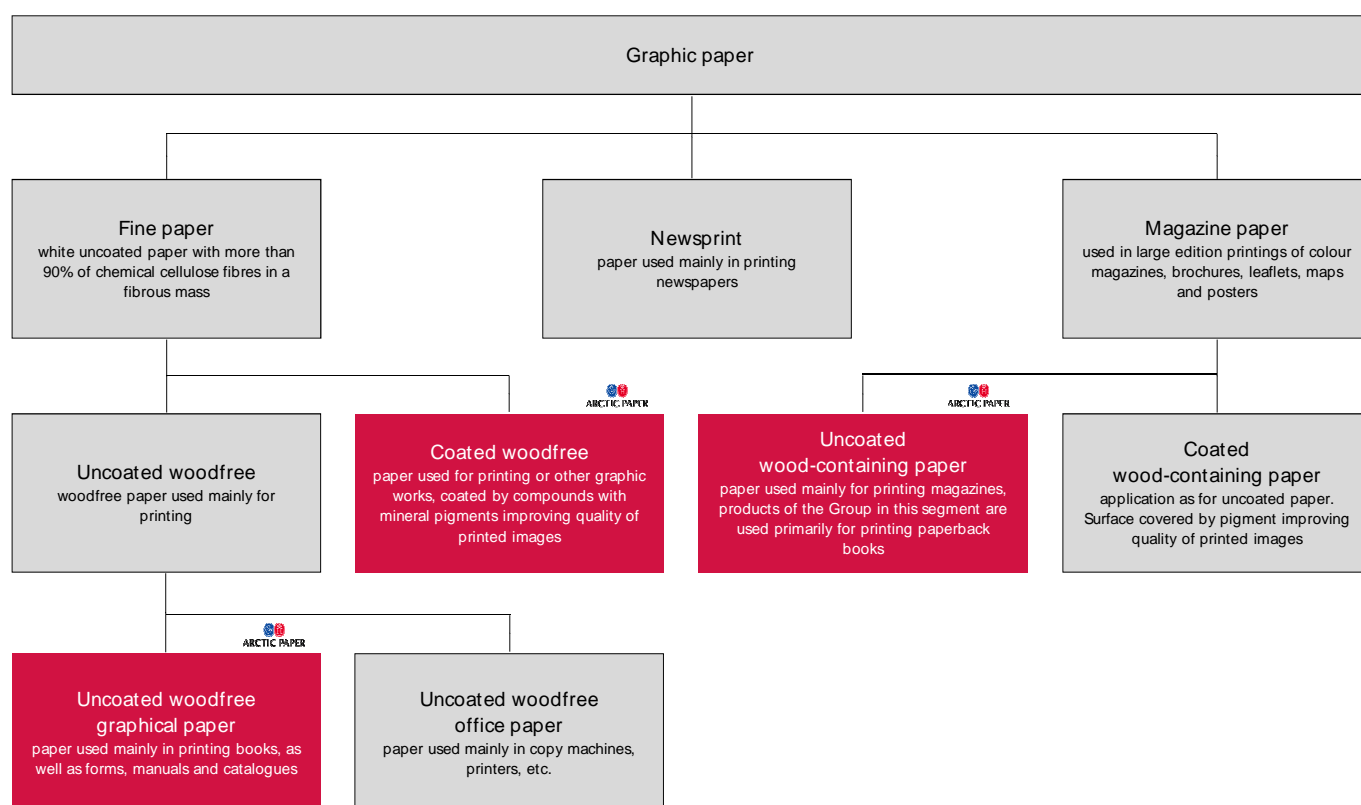 Graphic paper
Fine paper
white uncoated paper with more than
90% of chemical cellulose fibres in a
fibrous mass
Newsprint
paper used mainly in printing
newspapers
Magazine paper
used in large edition printings of colour
magazines, brochures, leaflets, maps
and posters
Uncoated woodfree
woodfree paper used mainly for
printing
ARCTIC PAPER
Coated woodfree
paper used for printing or other graphic
works, coated by compounds with
mineral pigments improving quality of
printed images
ARCTIC PAPER
Uncoated
wood-containing paper
paper used mainly for printing magazines,
products of the Group in this segment are
used primarily for printing paperback
books
Coated
wood-containing paper
application as for uncoated paper.
Surface covered by pigment improving
quality of printed images
ARCTIC PAPER
Uncoated woodfree
graphical paper
paper used mainly in printing books, as
well as forms, manuals and catalogues
Uncoated woodfree
office paper
paper used mainly in copy machines,
printers, etc.